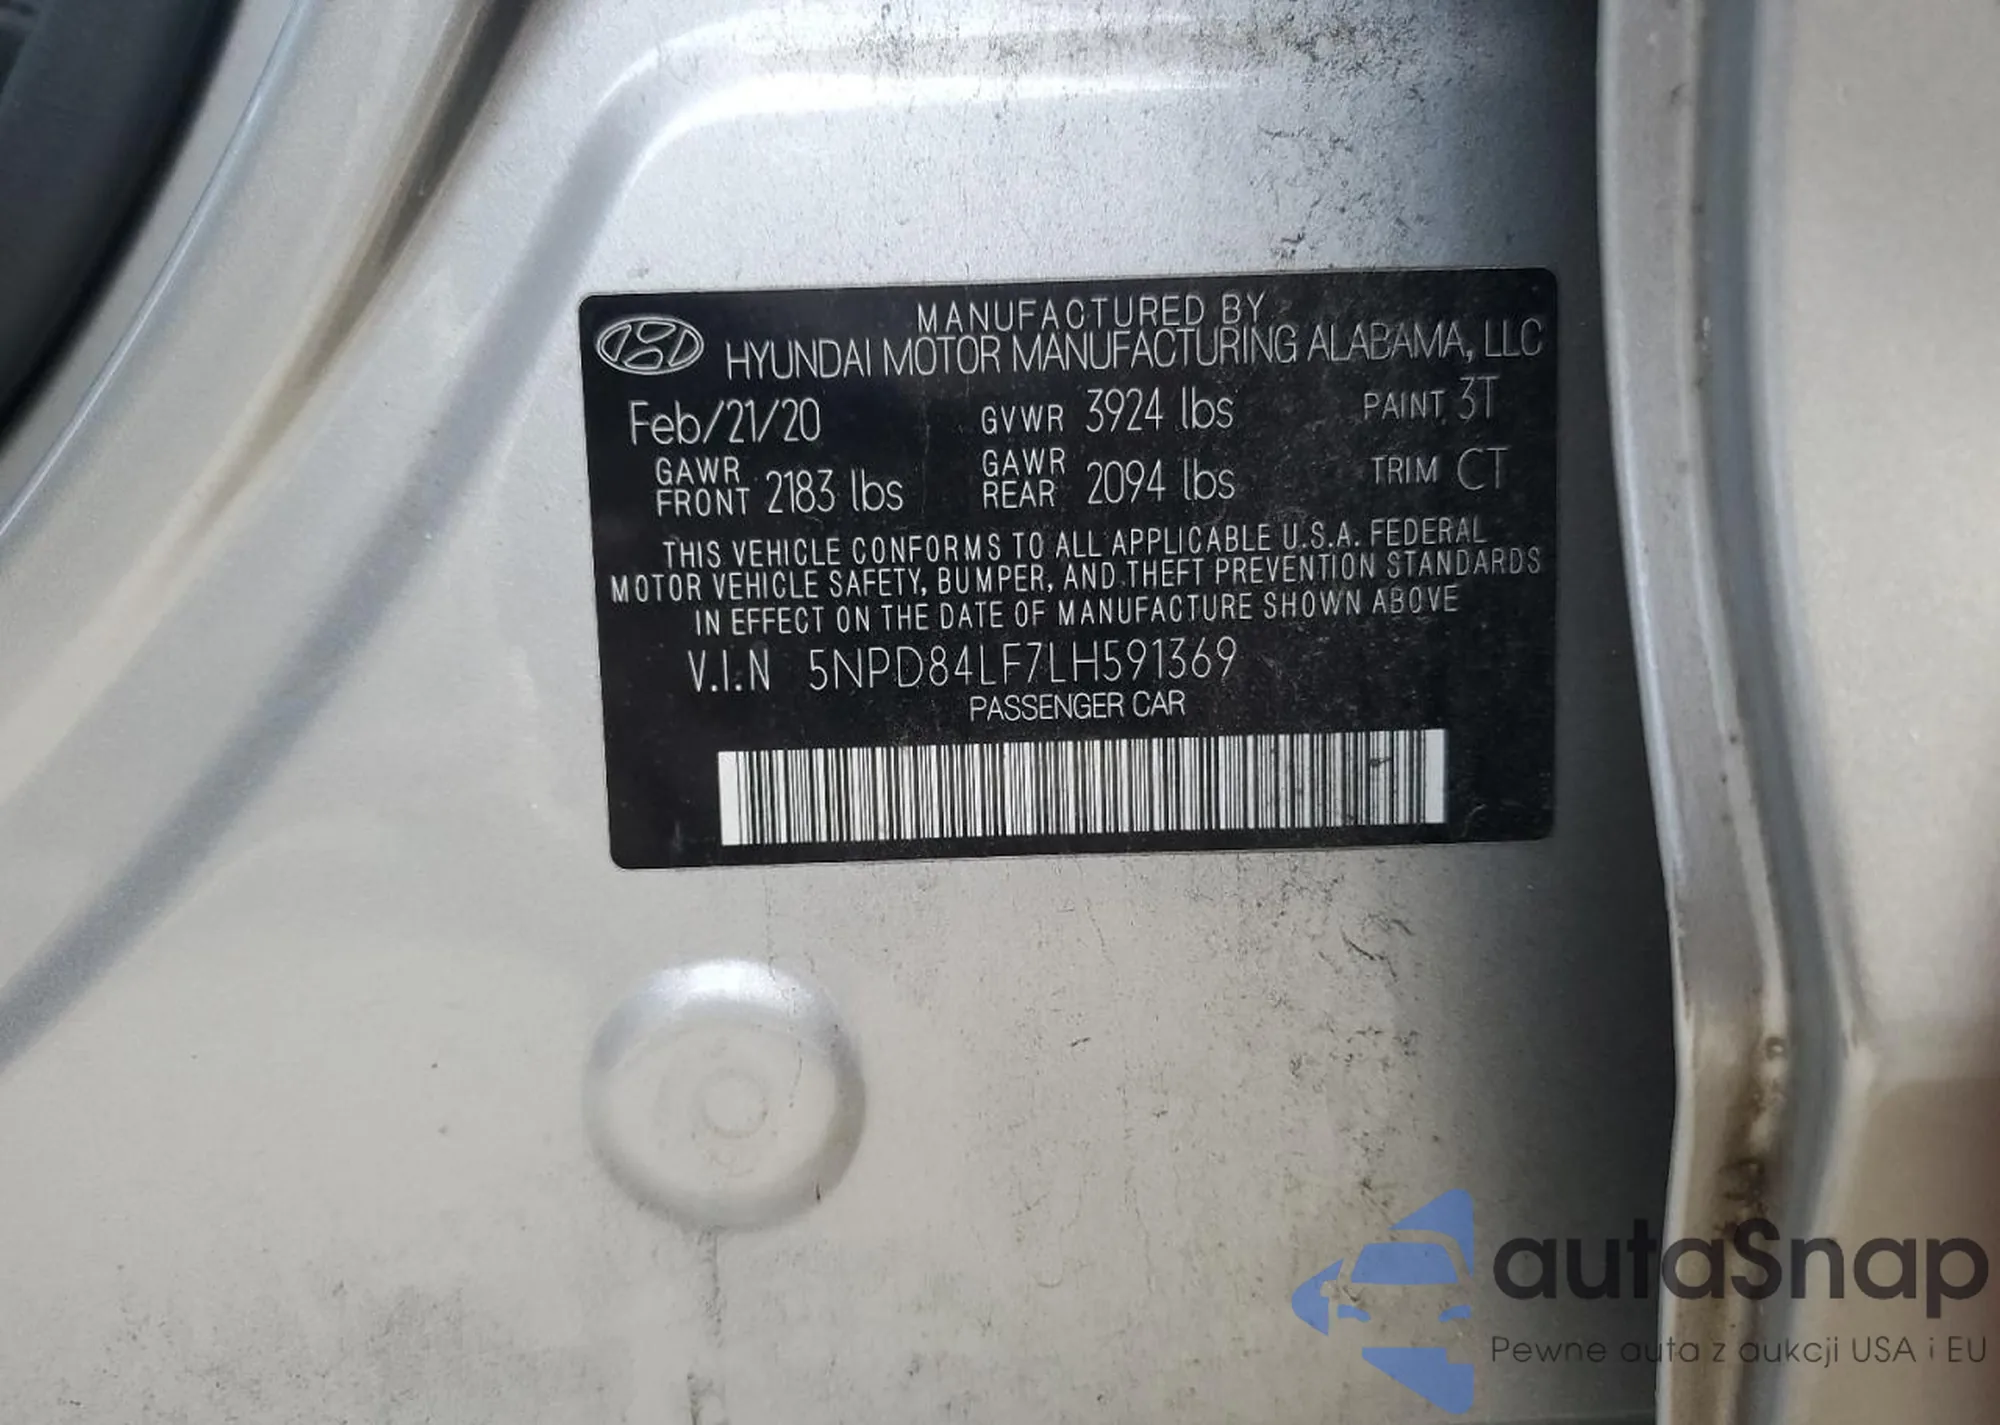 MANUFACTURED BY
HYUNDAI MOTOR MANUFACTURING ALABAMA, LLC
Feb/21/20 GVWR 3924 lbs PAINT 3T
GAWR FRONT 2183 lbs GAWR REAR 2094 lbs TRIM CT
THIS VEHICLE CONFORMS TO ALL APPLICABLE U.S.A. FEDERAL
MOTOR VEHICLE SAFETY, BUMPER, AND THEFT PREVENTION STANDARDS
IN EFFECT ON THE DATE OF MANUFACTURE SHOWN ABOVE
V.I.N 5NPD84LF7LH591369
PASSENGER CAR
autaSnap
Pewne auta z aukcji USA i EU